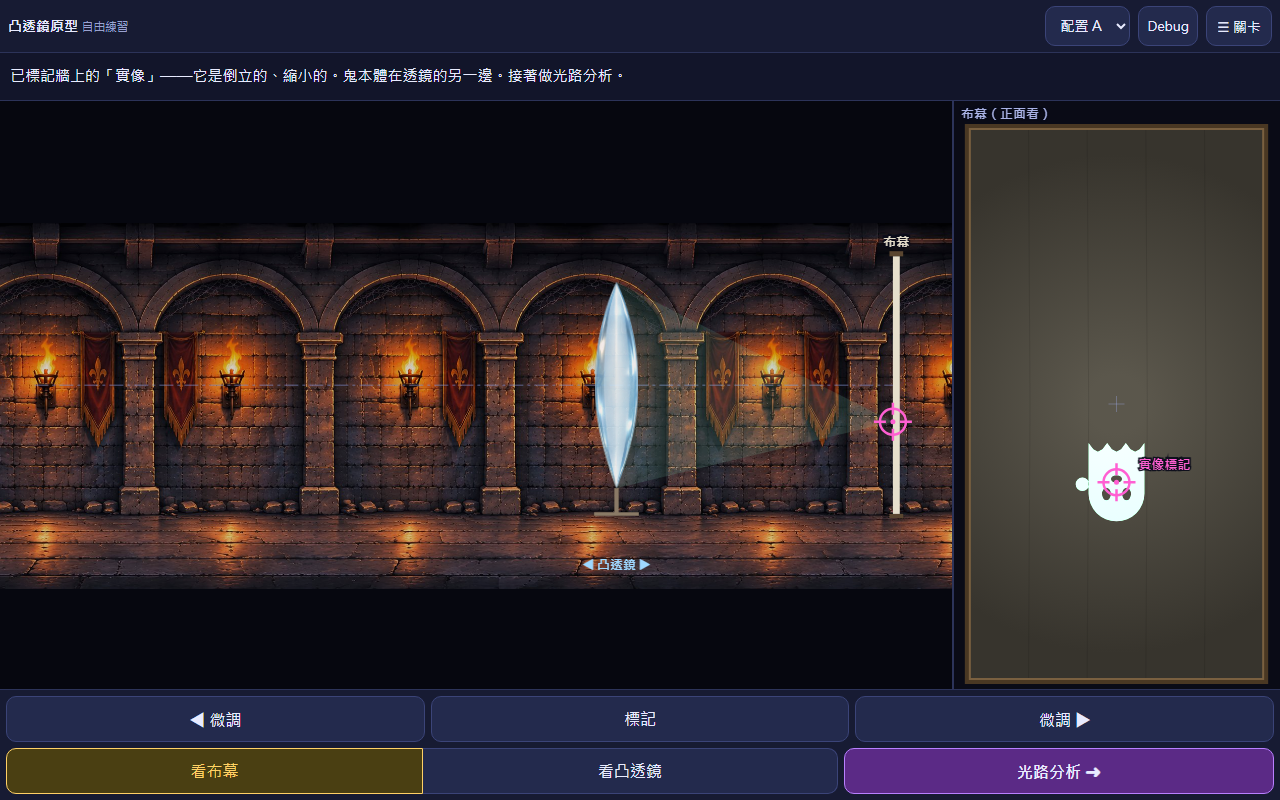 凸透鏡原型 自由練習
配置 A
Debug
☰ 關卡
已標記牆上的「實像」——它是倒立的、縮小的。鬼本體在透鏡的另一邊。接著做光路分析。
布幕（正面看）
布幕
實像標記
◀ 凸透鏡 ▶
◀ 微調
標記
微調 ▶
看布幕
看凸透鏡
光路分析 ➜